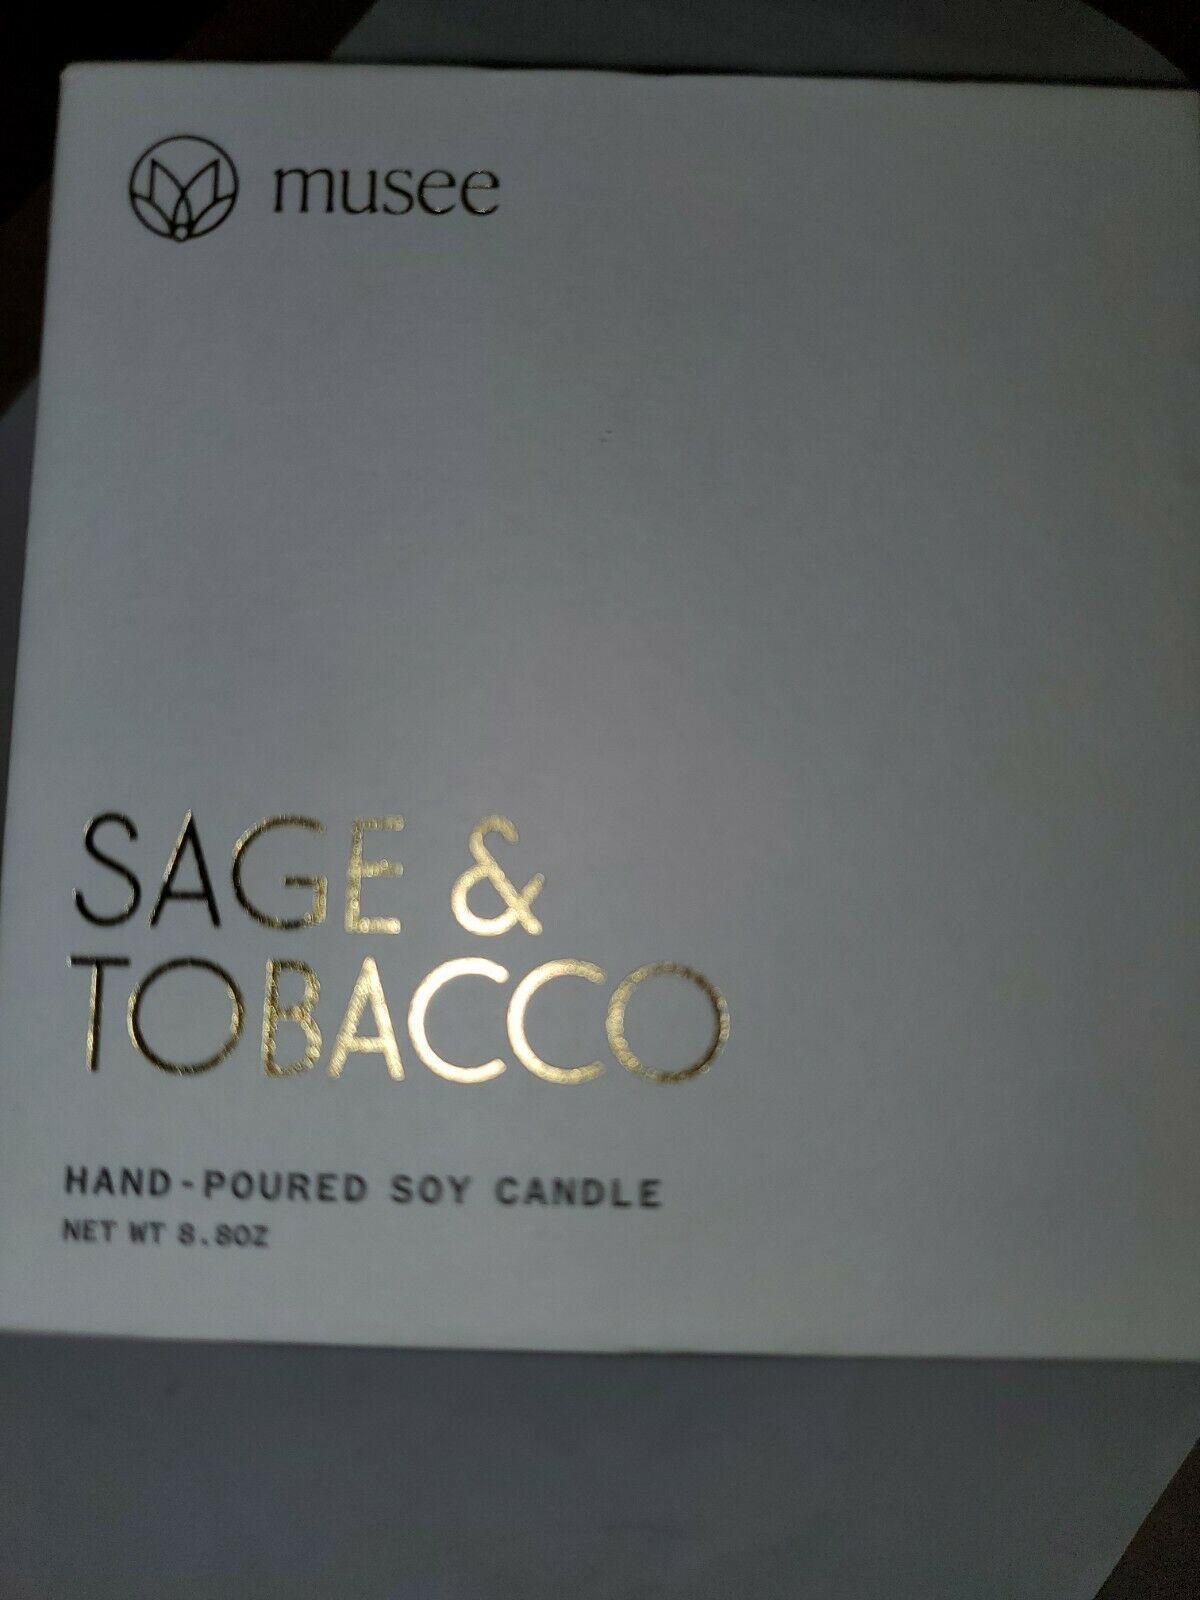 musee
SAGE &
TOBACCO
HAND-POURED SOY CANDLE
NET WT 8.8OZ